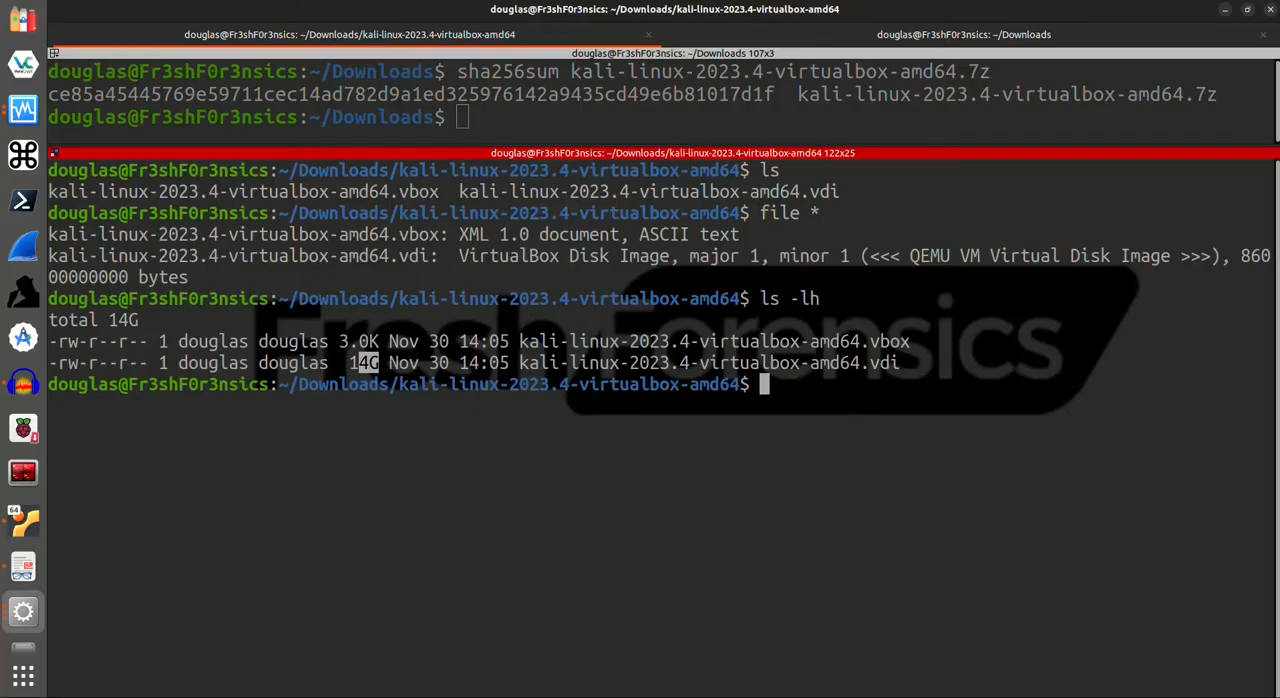 douglas@Fr3shF0r3nsics: ~/Downloads/kali-linux-2023.4-virtualbox-amd64
douglas@Fr3shF0r3nsics: ~/Downloads/kali-linux-2023.4-virtualbox-amd64
douglas@Fr3shF0r3nsics: ~/Downloads
douglas@Fr3shF0r3nsics: ~/Downloads 107x3
douglas@Fr3shF0r3nsics:~/Downloads$ sha256sum kali-linux-2023.4-virtualbox-amd64.7z
ce85a45445769e59711cec14ad782d9a1ed325976142a9435cd49e6b81017d1f  kali-linux-2023.4-virtualbox-amd64.7z
douglas@Fr3shF0r3nsics:~/Downloads$
douglas@Fr3shF0r3nsics: ~/Downloads/kali-linux-2023.4-virtualbox-amd64 122x25
douglas@Fr3shF0r3nsics:~/Downloads/kali-linux-2023.4-virtualbox-amd64$ ls
kali-linux-2023.4-virtualbox-amd64.vbox  kali-linux-2023.4-virtualbox-amd64.vdi
douglas@Fr3shF0r3nsics:~/Downloads/kali-linux-2023.4-virtualbox-amd64$ file *
kali-linux-2023.4-virtualbox-amd64.vbox: XML 1.0 document, ASCII text
kali-linux-2023.4-virtualbox-amd64.vdi:  VirtualBox Disk Image, major 1, minor 1 (<<< QEMU VM Virtual Disk Image >>>), 860
00000000 bytes
douglas@Fr3shF0r3nsics:~/Downloads/kali-linux-2023.4-virtualbox-amd64$ ls -lh
total 14G
-rw-r--r-- 1 douglas douglas 3.0K Nov 30 14:05 kali-linux-2023.4-virtualbox-amd64.vbox
-rw-r--r-- 1 douglas douglas  14G Nov 30 14:05 kali-linux-2023.4-virtualbox-amd64.vdi
douglas@Fr3shF0r3nsics:~/Downloads/kali-linux-2023.4-virtualbox-amd64$
Fresh Forensics
VC
64